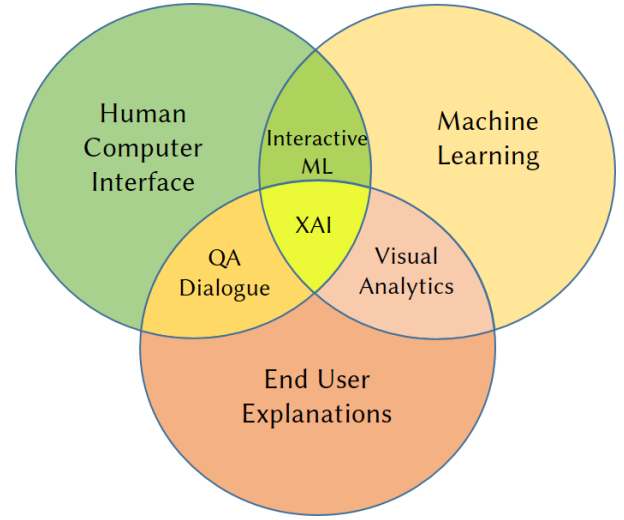 Human
Computer
Interface
Machine
Learning
Interactive
ML
XAI
QA
Dialogue
Visual
Analytics
End User
Explanations